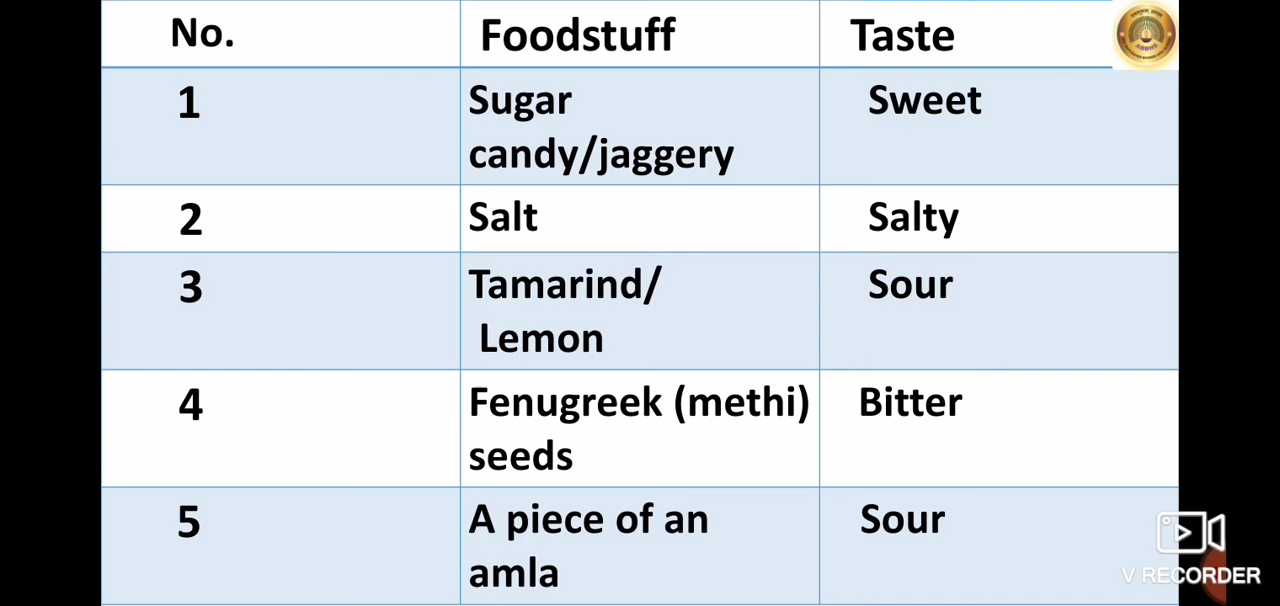 No. Foodstuff Taste
1 Sugar Sweet
candy/jaggery
2 Salt Salty
3 Tamarind/ Sour
Lemon
4 Fenugreek (methi) Bitter
seeds
5 A piece of an Sour
amla
V RECORDER